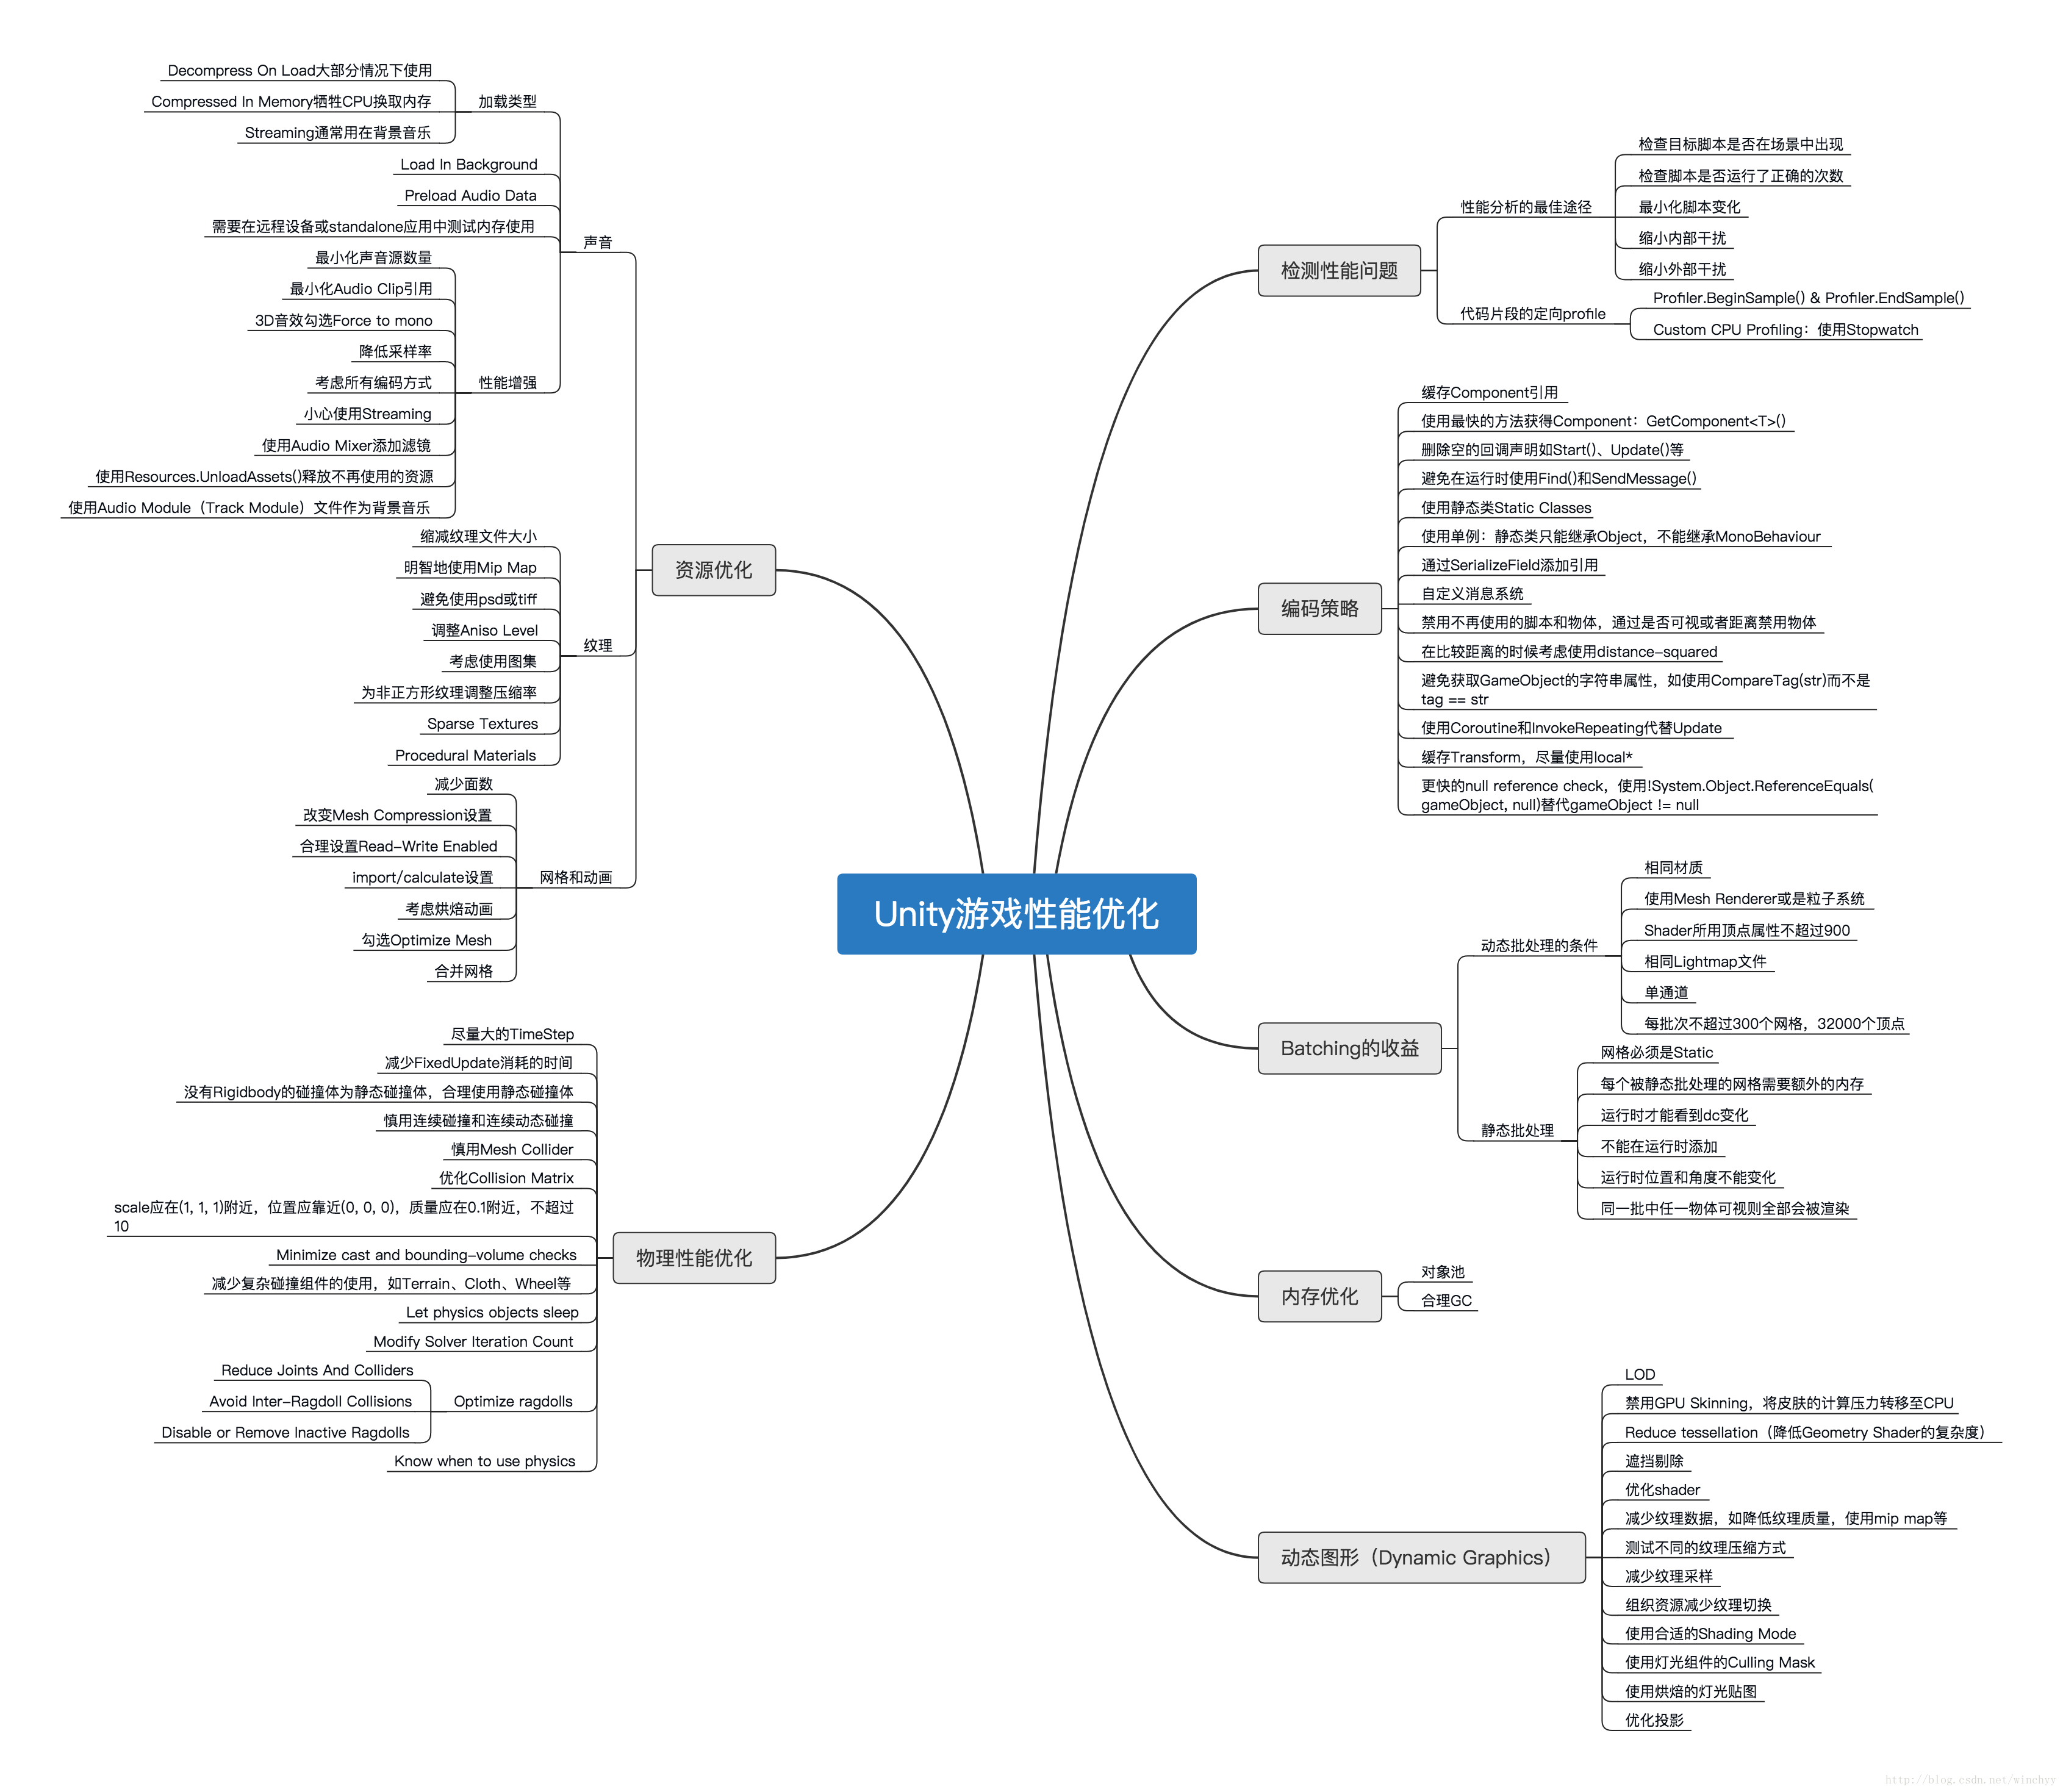 Unity游戏性能优化
检测性能问题
性能分析的最佳途径
检查目标脚本是否在场景中出现
检查脚本是否运行了正确的次数
最小化脚本变化
缩小内部干扰
缩小外部干扰
代码片段的定向profile
Profiler.BeginSample() & Profiler.EndSample()
Custom CPU Profiling：使用Stopwatch
编码策略
缓存Component引用
使用最快的方法获得Component：GetComponent<T>()
删除空的回调声明如Start()、Update()等
避免在运行时使用Find()和SendMessage()
使用静态类Static Classes
使用单例：静态类只能继承Object，不能继承MonoBehaviour
通过SerializeField添加引用
自定义消息系统
禁用不再使用的脚本和物体，通过是否可视或者距离禁用物体
在比较距离的时候考虑使用distance-squared
避免获取GameObject的字符串属性，如使用CompareTag(str)而不是
tag == str
使用Coroutine和InvokeRepeating代替Update
缓存Transform，尽量使用local*
更快的null reference check，使用!System.Object.ReferenceEquals(
gameObject, null)替代gameObject != null
Batching的收益
动态批处理的条件
相同材质
使用Mesh Renderer或是粒子系统
Shader所用顶点属性不超过900
相同Lightmap文件
单通道
每批次不超过300个网格，32000个顶点
静态批处理
网格必须是Static
每个被静态批处理的网格需要额外的内存
运行时才能看到dc变化
不能在运行时添加
运行时位置和角度不能变化
同一批中任一物体可视则全部会被渲染
内存优化
对象池
合理GC
动态图形（Dynamic Graphics）
LOD
禁用GPU Skinning，将皮肤的计算压力转移至CPU
Reduce tessellation（降低Geometry Shader的复杂度）
遮挡剔除
优化shader
减少纹理数据，如降低纹理质量，使用mip map等
测试不同的纹理压缩方式
减少纹理采样
组织资源减少纹理切换
使用合适的Shading Mode
使用灯光组件的Culling Mask
使用烘焙的灯光贴图
优化投影
资源优化
声音
加载类型
Decompress On Load大部分情况下使用
Compressed In Memory牺牲CPU换取内存
Streaming通常用在背景音乐
Load In Background
Preload Audio Data
需要在远程设备或standalone应用中测试内存使用
性能增强
最小化声音源数量
最小化Audio Clip引用
3D音效勾选Force to mono
降低采样率
考虑所有编码方式
小心使用Streaming
使用Audio Mixer添加滤镜
使用Resources.UnloadAssets()释放不再使用的资源
使用Audio Module（Track Module）文件作为背景音乐
纹理
缩减纹理文件大小
明智地使用Mip Map
避免使用psd或tiff
调整Aniso Level
考虑使用图集
为非正方形纹理调整压缩率
Sparse Textures
Procedural Materials
网格和动画
减少面数
改变Mesh Compression设置
合理设置Read-Write Enabled
import/calculate设置
考虑烘焙动画
勾选Optimize Mesh
合并网格
物理性能优化
尽量大的TimeStep
减少FixedUpdate消耗的时间
没有Rigidbody的碰撞体为静态碰撞体，合理使用静态碰撞体
慎用连续碰撞和连续动态碰撞
慎用Mesh Collider
优化Collision Matrix
scale应在(1, 1, 1)附近，位置应靠近(0, 0, 0)，质量应在0.1附近，不超过
10
Minimize cast and bounding-volume checks
减少复杂碰撞组件的使用，如Terrain、Cloth、Wheel等
Let physics objects sleep
Modify Solver Iteration Count
Optimize ragdolls
Reduce Joints And Colliders
Avoid Inter-Ragdoll Collisions
Disable or Remove Inactive Ragdolls
Know when to use physics
http://blog.csdn.net/winchyy